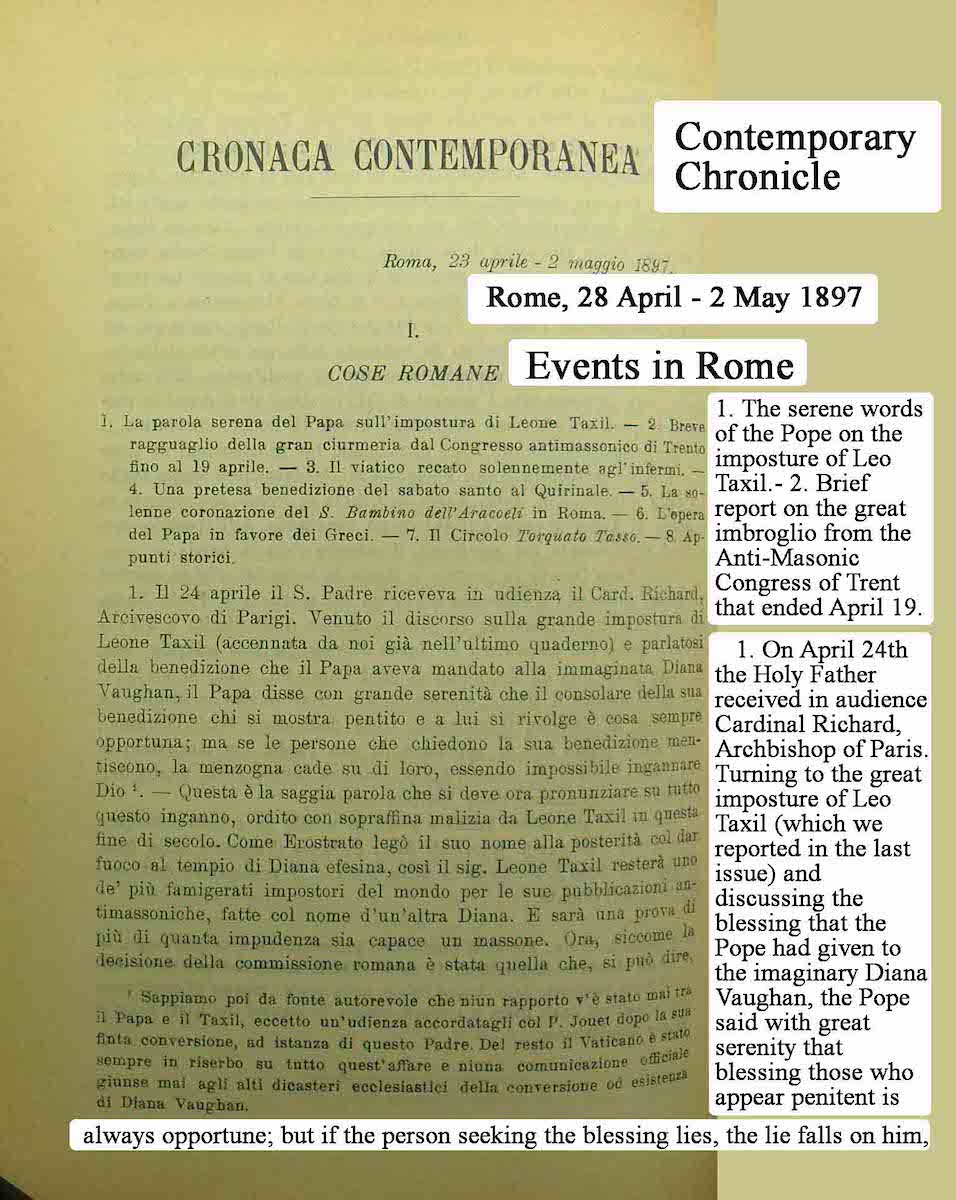 CRONACA CONTEMPORANEA
Contemporary
Chronicle
Roma, 23 aprile - 2 maggio 1897.
Rome, 28 April - 2 May 1897
I.
COSE ROMANE
Events in Rome
1. La parola serena del Papa sull'impostura di Leone Taxil. — 2. Breve
ragguaglio della gran ciurmeria dal Congresso antimassonico di Trento
fino al 19 aprile. — 3. Il viatico recato solennemente agl'infermi. —
4. Una pretesa benedizione del sabato santo al Quirinale. — 5. La so-
lenne coronazione del S. Bambino dell'Aracoeli in Roma. — 6. L'opera
del Papa in favore dei Greci. — 7. Il Circolo Torquato Tasso. — 8. Ap-
punti storici.
1. Il 24 aprile il S. Padre riceveva in udienza il Card. Richard,
Arcivescovo di Parigi. Venuto il discorso sulla grande impostura di
Leone Taxil (accennata da noi già nell'ultimo quaderno) e parlatosi
della benedizione che il Papa aveva mandato alla immaginata Diana
Vaughan, il Papa disse con grande serenità che il consolare della sua
benedizione chi si mostra pentito e a lui si rivolge è cosa sempre
opportuna; ma se le persone che chiedono la sua benedizione men-
tiscono, la menzogna cade su di loro, essendo impossibile ingannare
Dio ¹. — Questa è la saggia parola che si deve ora pronunziare su tutto
questo inganno, ordito con sopraffina malizia da Leone Taxil in questa
fine di secolo. Come Erostrato legò il suo nome alla posterità col dar
fuoco al tempio di Diana efesina, così il sig. Leone Taxil resterà uno
de' più famigerati impostori del mondo per le sue pubblicazioni an-
timassoniche, fatte col nome d'un'altra Diana. E sarà una prova di
più di quanta impudenza sia capace un massone. Ora, siccome la
decisione della commissione romana è stata quella che, si può dire,
¹ Sappiamo poi da fonte autorevole che niun rapporto v'è stato mai tra
il Papa e il Taxil, eccetto un'udienza accordatagli col P. Jouet dopo la sua
finta conversione, ad istanza di questo Padre. Del resto il Vaticano è stato
sempre in riserbo su tutto quest'affare e niuna comunicazione officiale
giunse mai agli alti dicasteri ecclesiastici della conversione od esistenza
di Diana Vaughan.
1. The serene words
of the Pope on the
imposture of Leo
Taxil.- 2. Brief
report on the great
imbroglio from the
Anti-Masonic
Congress of Trent
that ended April 19.
1. On April 24th
the Holy Father
received in audience
Cardinal Richard,
Archbishop of Paris.
Turning to the great
imposture of Leo
Taxil (which we
reported in the last
issue) and
discussing the
blessing that the
Pope had given to
the imaginary Diana
Vaughan, the Pope
said with great
serenity that
blessing those who
appear penitent is
always opportune; but if the person seeking the blessing lies, the lie falls on him,